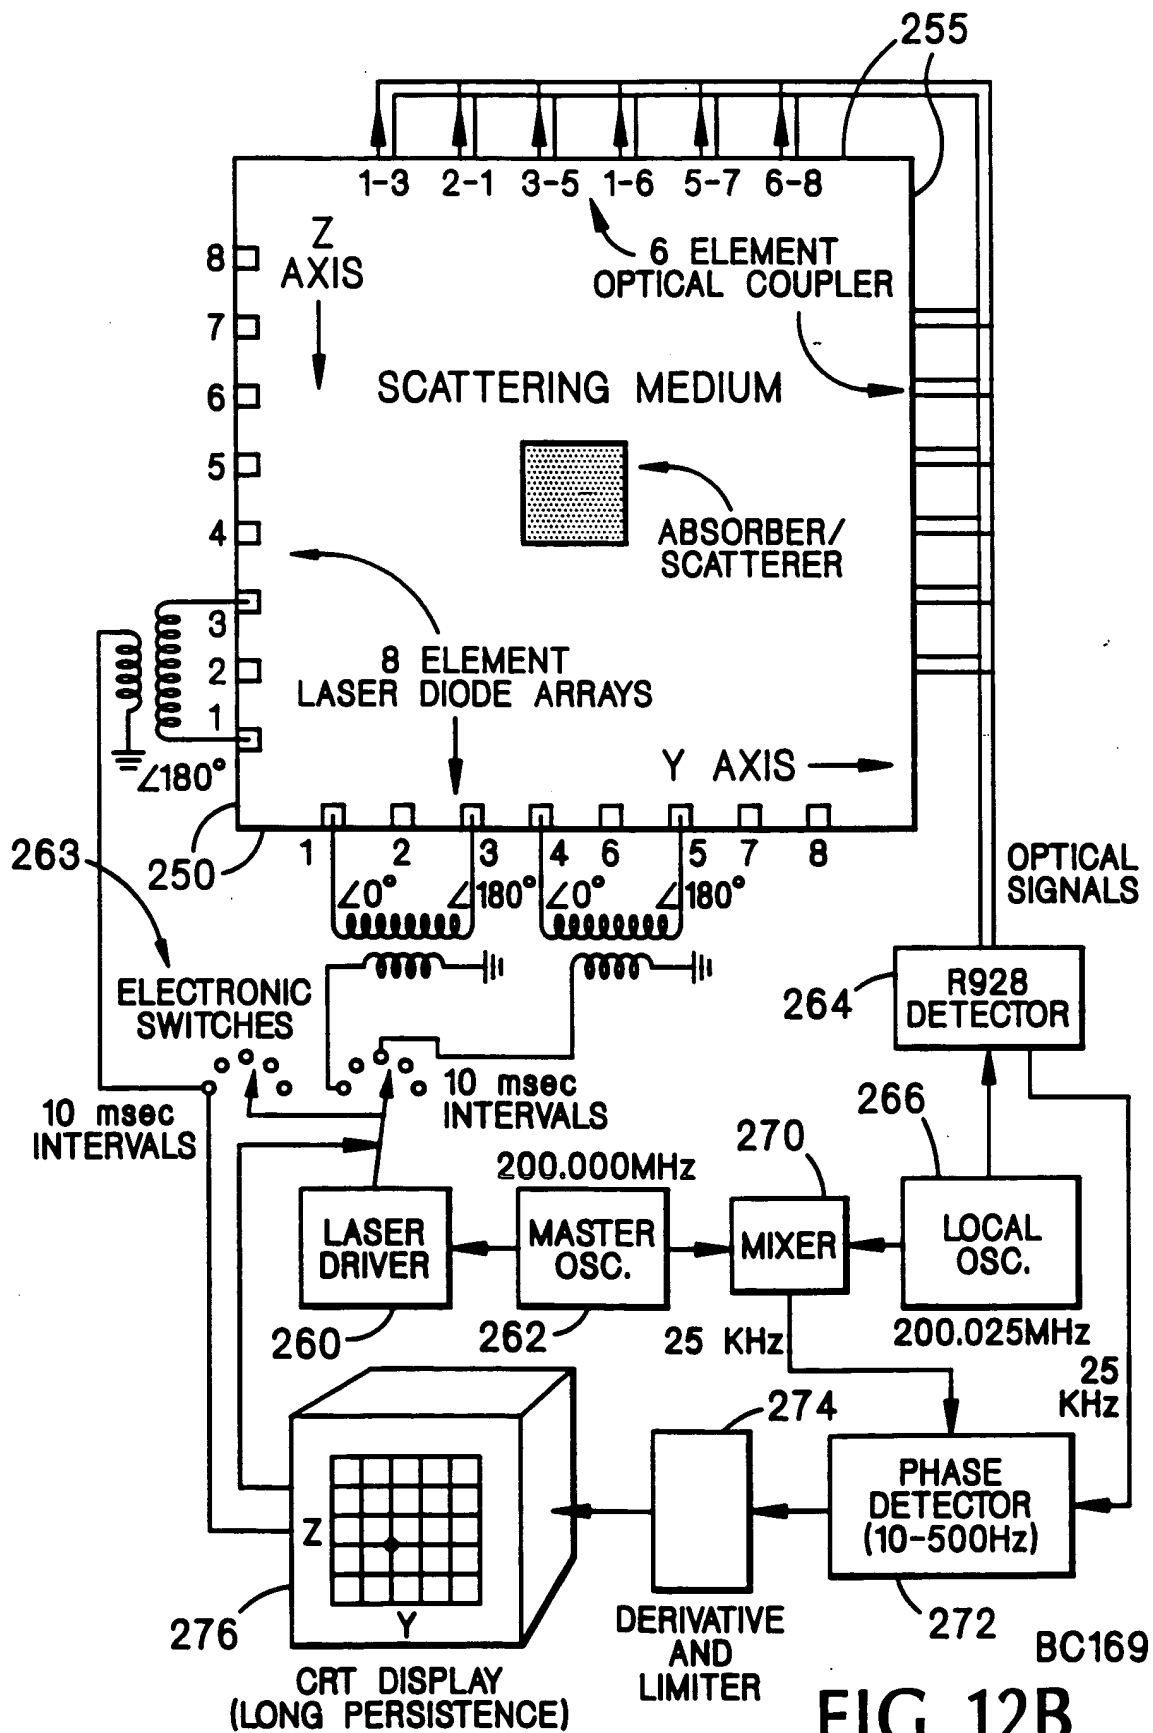 255
1-3 2-1 3-5 1-6 5-7 6-8
Z
AXIS
6 ELEMENT
OPTICAL COUPLER
8
7
6
5
4
3
2
1
SCATTERING MEDIUM
ABSORBER/
SCATTERER
8 ELEMENT
LASER DIODE ARRAYS
∠180°
Y AXIS
263
250
1 2 3 4 6 5 7 8
∠0° ∠180° ∠0° ∠180°
OPTICAL
SIGNALS
ELECTRONIC
SWITCHES
264
R928
DETECTOR
10 msec
INTERVALS
10 msec
INTERVALS
266
270
200.000MHz
LASER
DRIVER
MASTER
OSC.
MIXER
LOCAL
OSC.
260
262
25 KHz
200.025MHz
25
KHz
274
PHASE
DETECTOR
(10-500Hz)
Z
Y
276
272
DERIVATIVE
AND
LIMITER
CRT DISPLAY
(LONG PERSISTENCE)
BC169
FIG 12B